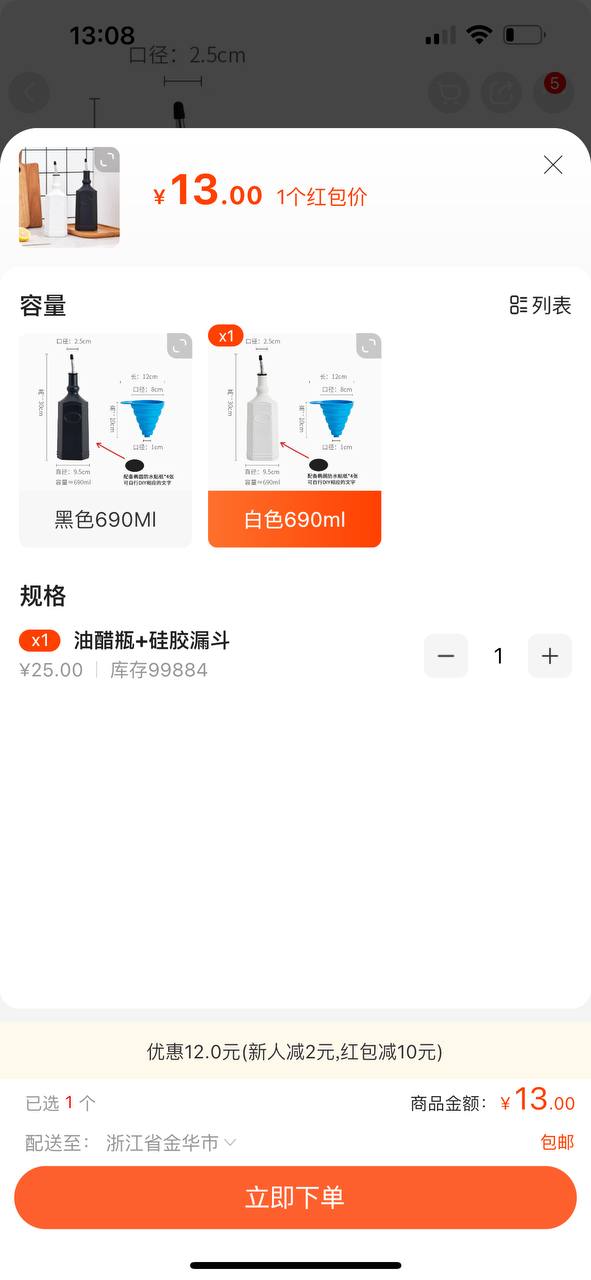 13:08
口径：2.5cm
5
¥13.00 1个红包价
容量
列表
口径：2.5cm
长：12cm
口径：8cm
高：30cm
高：10cm
口径：1cm
直径：9.5cm
容量≈690ml
配备椭圆防水贴纸*4张
可自行DIY相应的文字
黑色690Ml
x1
口径：2.5cm
长：12cm
口径：8cm
高：30cm
高：10cm
口径：1cm
直径：9.5cm
容量≈690ml
配备椭圆防水贴纸*4张
可自行DIY相应的文字
白色690ml
规格
x1 油醋瓶+硅胶漏斗
¥25.00 库存99884
1
优惠12.0元(新人减2元,红包减10元)
已选 1 个
商品金额： ¥13.00
配送至： 浙江省金华市
包邮
立即下单